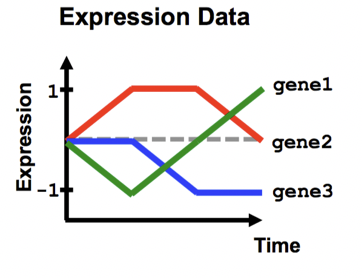 Expression Data
Expression
1
-1
gene1
gene2
gene3
Time